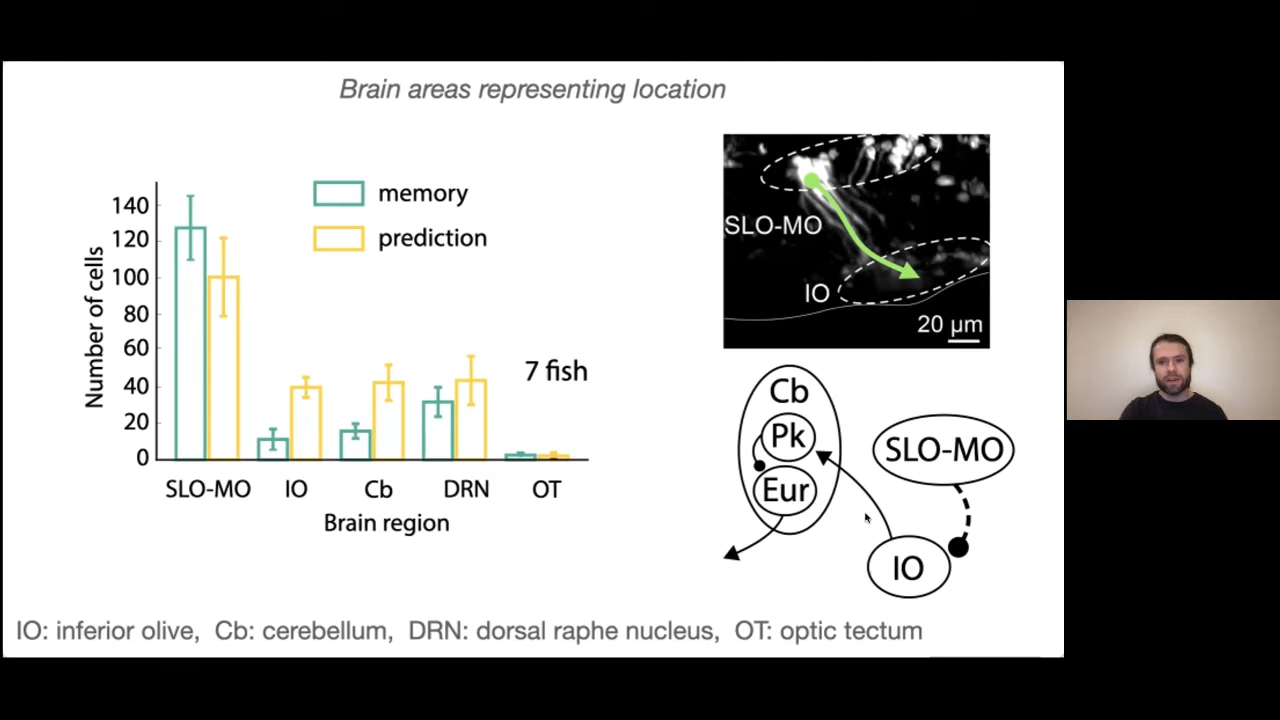 Brain areas representing location
memory
prediction
140
120
100
80
60
40
20
0
Number of cells
7 fish
SLO-MO IO Cb DRN OT
Brain region
SLO-MO
IO
20 µm
Cb
Pk
Eur
SLO-MO
IO
IO: inferior olive, Cb: cerebellum, DRN: dorsal raphe nucleus, OT: optic tectum